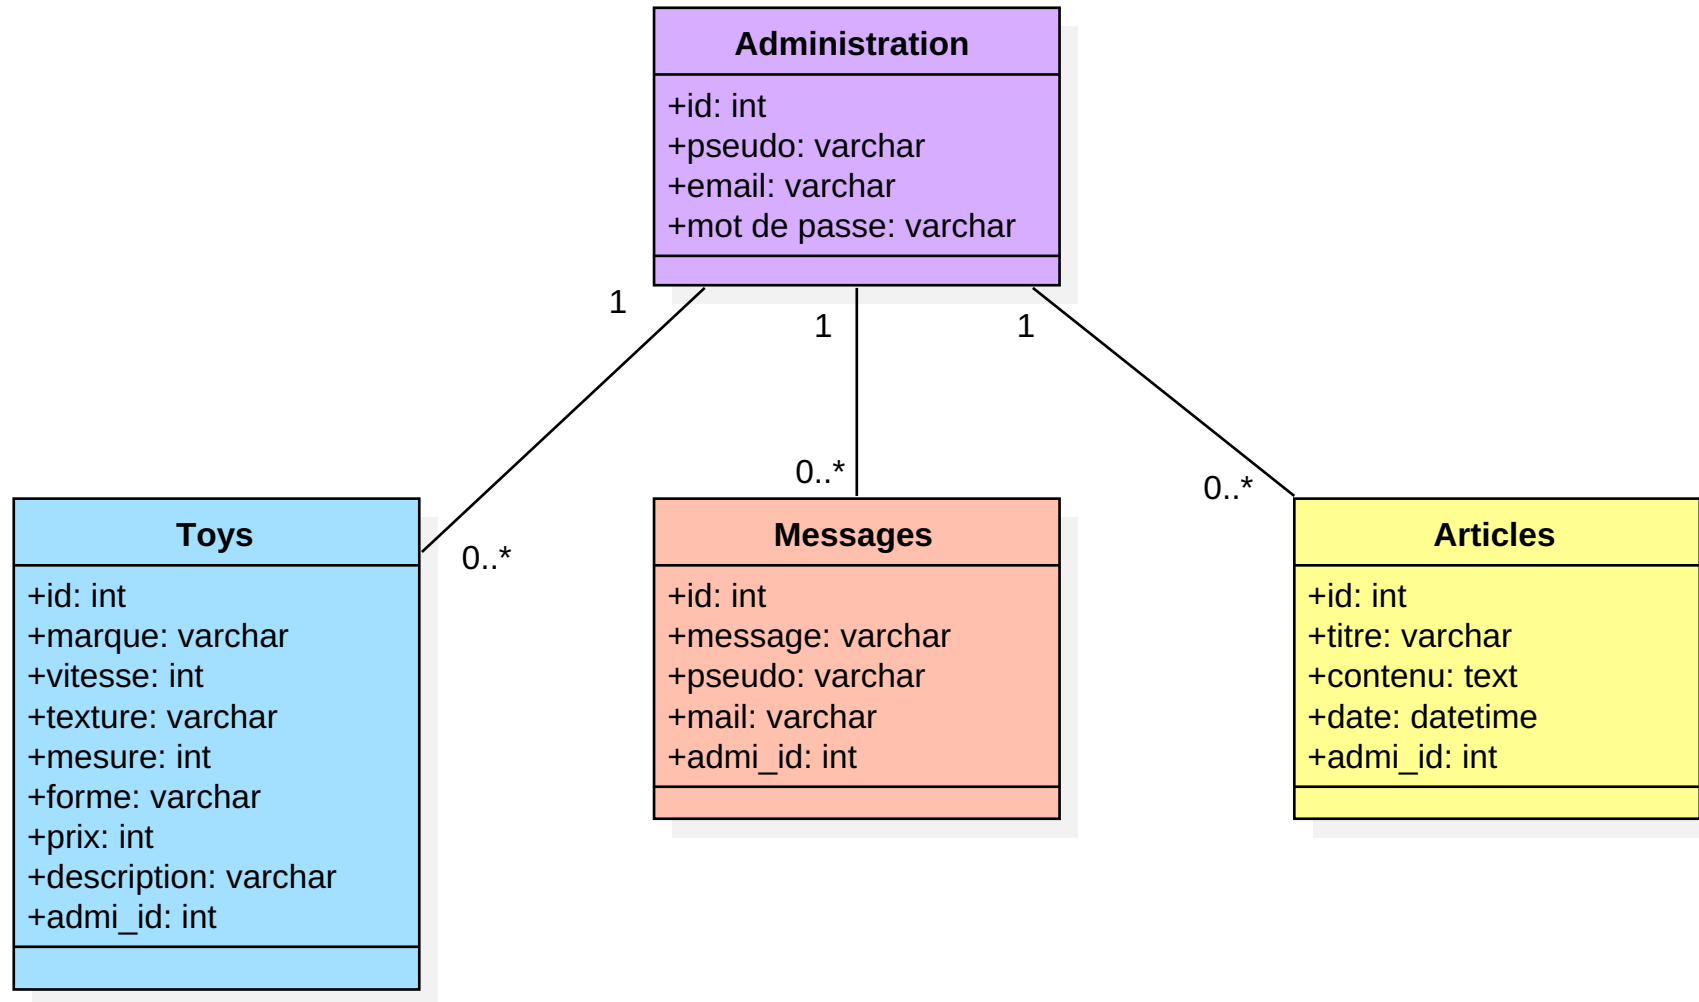 Administration
+id: int
+pseudo: varchar
+email: varchar
+mot de passe: varchar
1
1
1
0..*
0..*
0..*
Toys
+id: int
+marque: varchar
+vitesse: int
+texture: varchar
+mesure: int
+forme: varchar
+prix: int
+description: varchar
+admi_id: int
Messages
+id: int
+message: varchar
+pseudo: varchar
+mail: varchar
+admi_id: int
Articles
+id: int
+titre: varchar
+contenu: text
+date: datetime
+admi_id: int